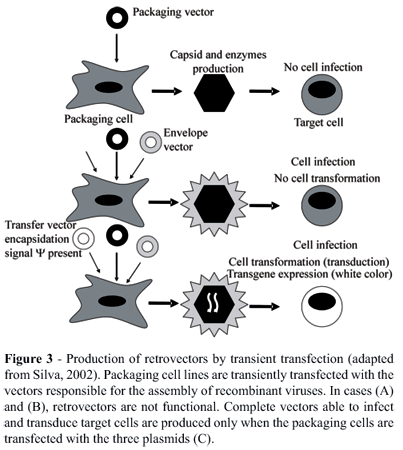 Packaging vector
Capsid and enzymes
production
No cell infection
Packaging cell
Target cell
Envelope
vector
Cell infection
No cell transformation
Transfer vector
encapsidation
signal Ψ present
Cell infection
Cell transformation (transduction)
Transgene expression (white color)
Figure 3 - Production of retrovectors by transient transfection (adapted
from Silva, 2002). Packaging cell lines are transiently transfected with the
vectors responsible for the assembly of recombinant viruses. In cases (A)
and (B), retrovectors are not functional. Complete vectors able to infect
and transduce target cells are produced only when the packaging cells are
transfected with the three plasmids (C).